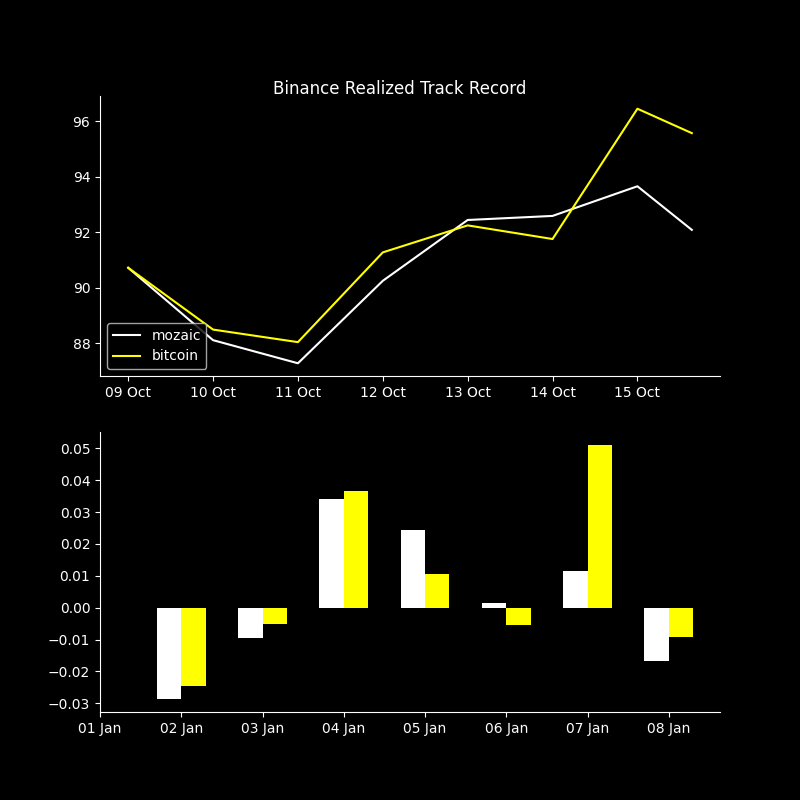 Binance Realized Track Record
96
94
92
90
88
mozaic
bitcoin
09 Oct 10 Oct 11 Oct 12 Oct 13 Oct 14 Oct 15 Oct
0.05
0.04
0.03
0.02
0.01
0.00
−0.01
−0.02
−0.03
01 Jan 02 Jan 03 Jan 04 Jan 05 Jan 06 Jan 07 Jan 08 Jan